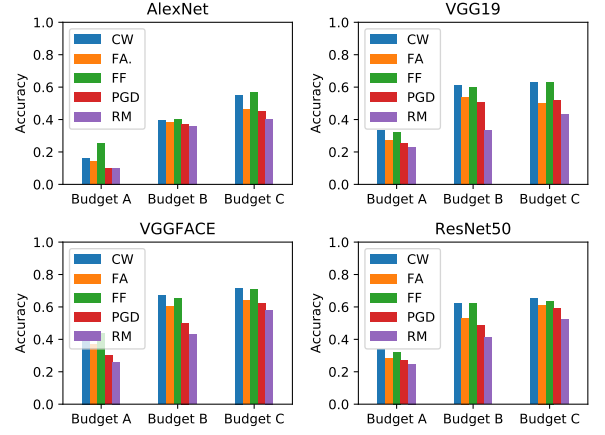 AlexNet
1.0
0.8
0.6
0.4
0.2
0.0
Accuracy
CW
FA.
FF
PGD
RM
Budget A Budget B Budget C
VGG19
1.0
0.8
0.6
0.4
0.2
0.0
Accuracy
CW
FA
FF
PGD
RM
Budget A Budget B Budget C
VGGFACE
1.0
0.8
0.6
0.4
0.2
0.0
Accuracy
CW
FA
FF
PGD
RM
Budget A Budget B Budget C
ResNet50
1.0
0.8
0.6
0.4
0.2
0.0
Accuracy
CW
FA
FF
PGD
RM
Budget A Budget B Budget C